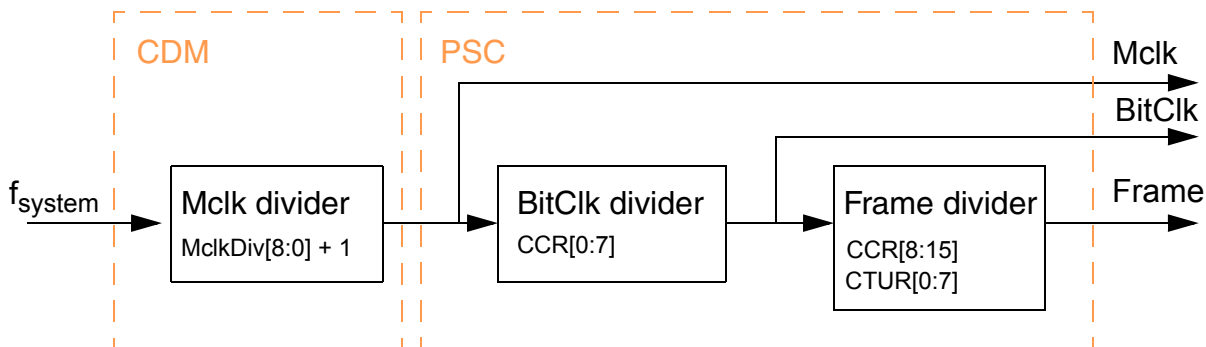 CDM
PSC
Mclk
BitClk
fsystem
Mclk divider
MclkDiv[8:0] + 1
BitClk divider
CCR[0:7]
Frame divider
CCR[8:15]
CTUR[0:7]
Frame